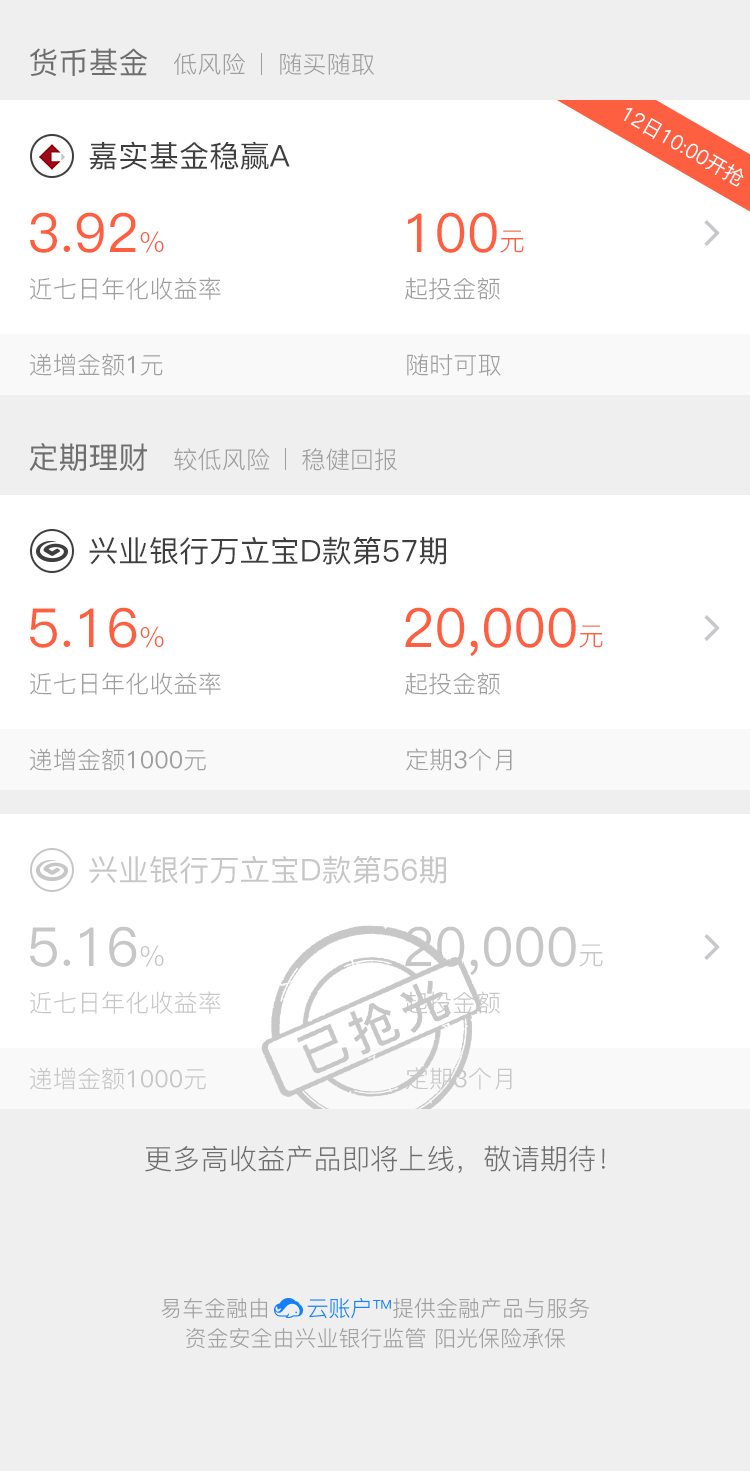 货币基金 低风险 | 随买随取
12日10:00开抢
嘉实基金稳赢A
3.92% 100元
近七日年化收益率 起投金额
递增金额1元 随时可取
定期理财 较低风险 | 稳健回报
兴业银行万立宝D款第57期
5.16% 20,000元
近七日年化收益率 起投金额
递增金额1000元 定期3个月
兴业银行万立宝D款第56期
5.16% 20,000元
近七日年化收益率 起投金额
已抢光
递增金额1000元 定期3个月
更多高收益产品即将上线，敬请期待！
易车金融由云账户™提供金融产品与服务
资金安全由兴业银行监管 阳光保险承保